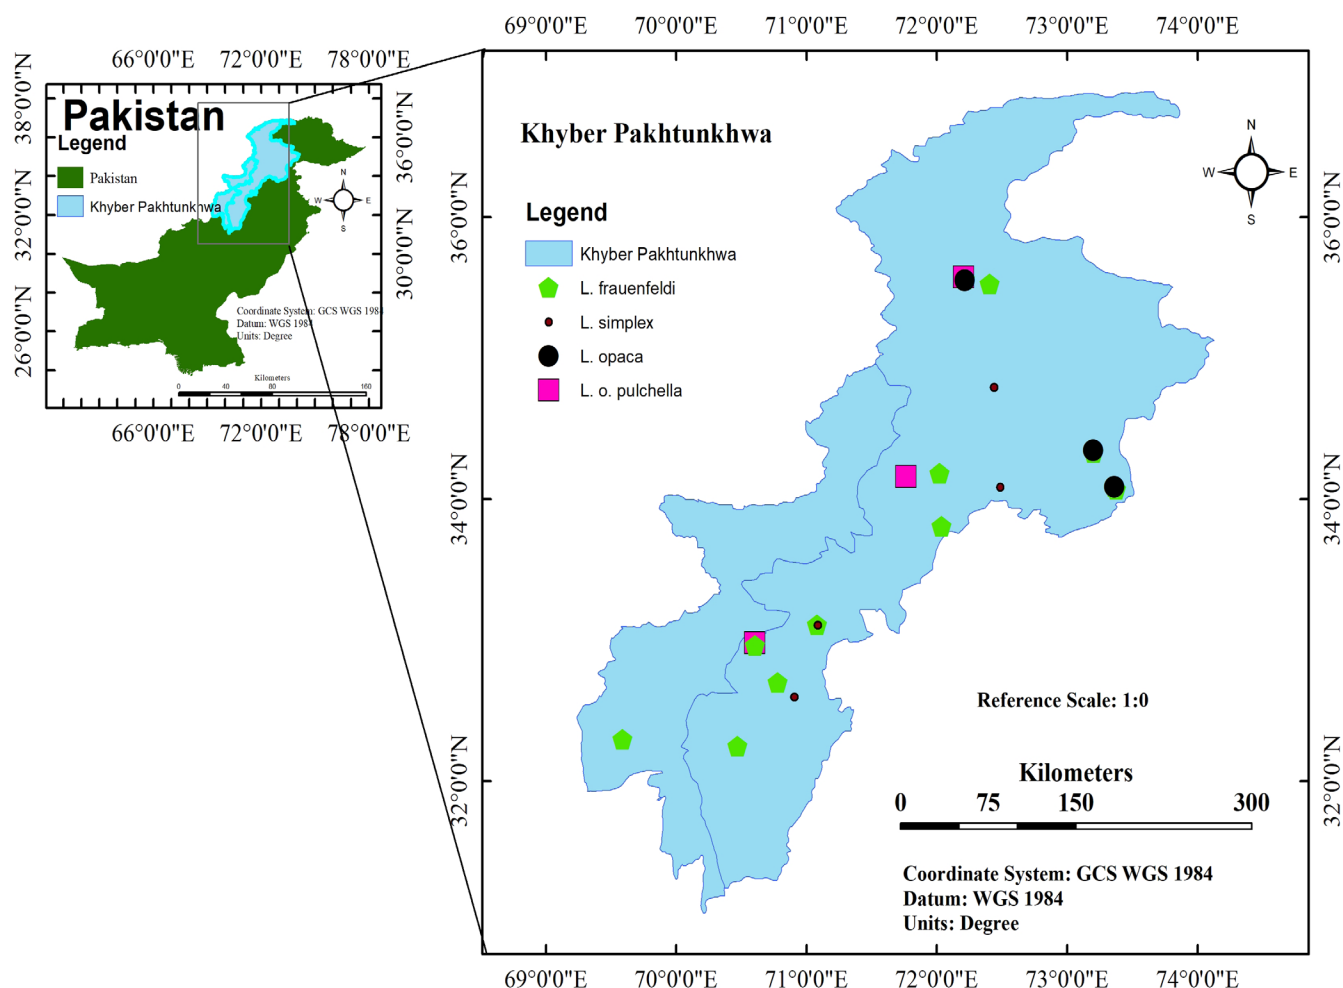 66°0'0"E
72°0'0"E
78°0'0"E
38°0'0"N
32°0'0"N
26°0'0"N
36°0'0"N
30°0'0"N
Pakistan
Legend
Pakistan
Khyber Pakhtunkhwa
N
W
E
S
Coordinate System: GCS WGS 1984
Datum: WGS 1984
Units: Degree
Kilometers
0 40 80 160
66°0'0"E
72°0'0"E
78°0'0"E
69°0'0"E
70°0'0"E
71°0'0"E
72°0'0"E
73°0'0"E
74°0'0"E
Khyber Pakhtunkhwa
N
W
E
S
Legend
Khyber Pakhtunkhwa
L. frauenfeldi
L. simplex
L. opaca
L. o. pulchella
36°0'0"N
34°0'0"N
32°0'0"N
36°0'0"N
34°0'0"N
32°0'0"N
Reference Scale: 1:0
Kilometers
0 75 150 300
Coordinate System: GCS WGS 1984
Datum: WGS 1984
Units: Degree
69°0'0"E
70°0'0"E
71°0'0"E
72°0'0"E
73°0'0"E
74°0'0"E